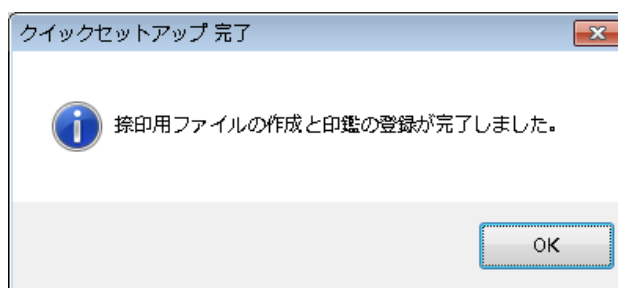 クイックセットアップ 完了
捺印用ファイルの作成と印鑑の登録が完了しました。
OK